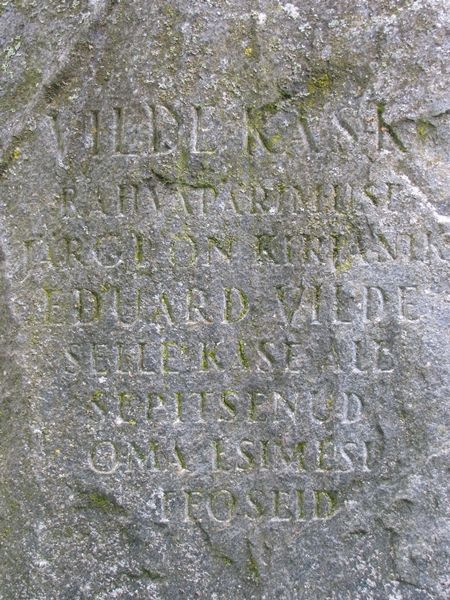 VILDE KASK
RAHVAPÄRIMUSE
JÄRGI ON KIRJANIK
EDUARD VILDE
SELLE KASE ALL
SEPITSENUD
OMA ESIMESI
TEOSEID